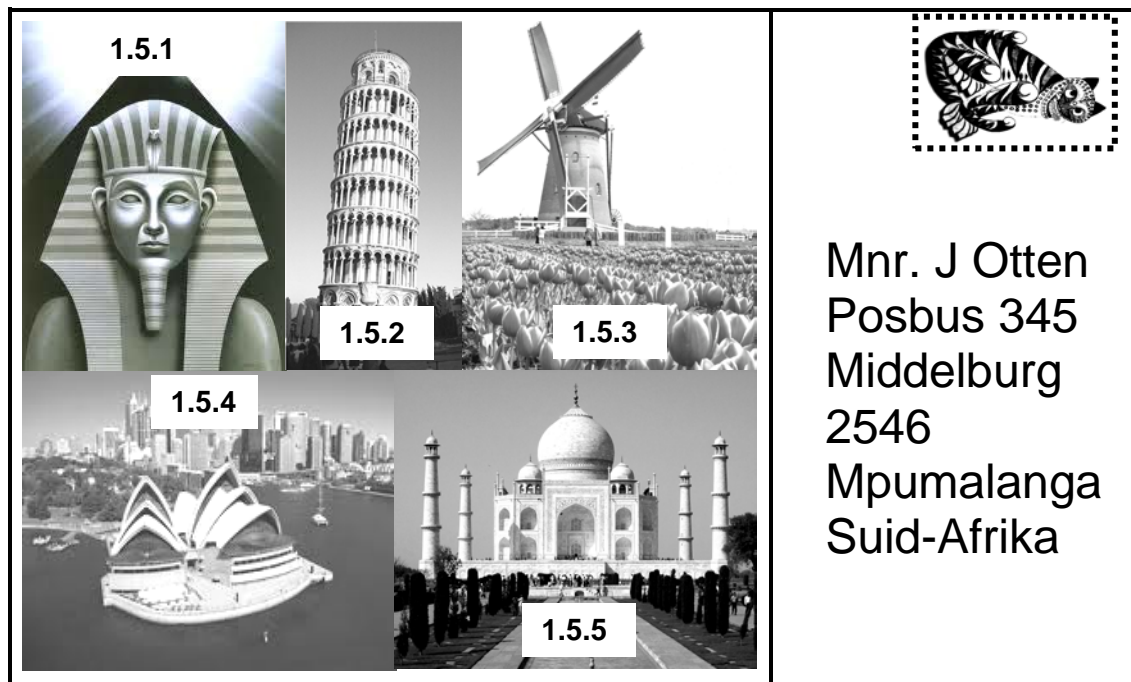 1.5.1
1.5.2
1.5.3
1.5.4
1.5.5
Mnr. J Otten
Posbus 345
Middelburg
2546
Mpumalanga
Suid-Afrika